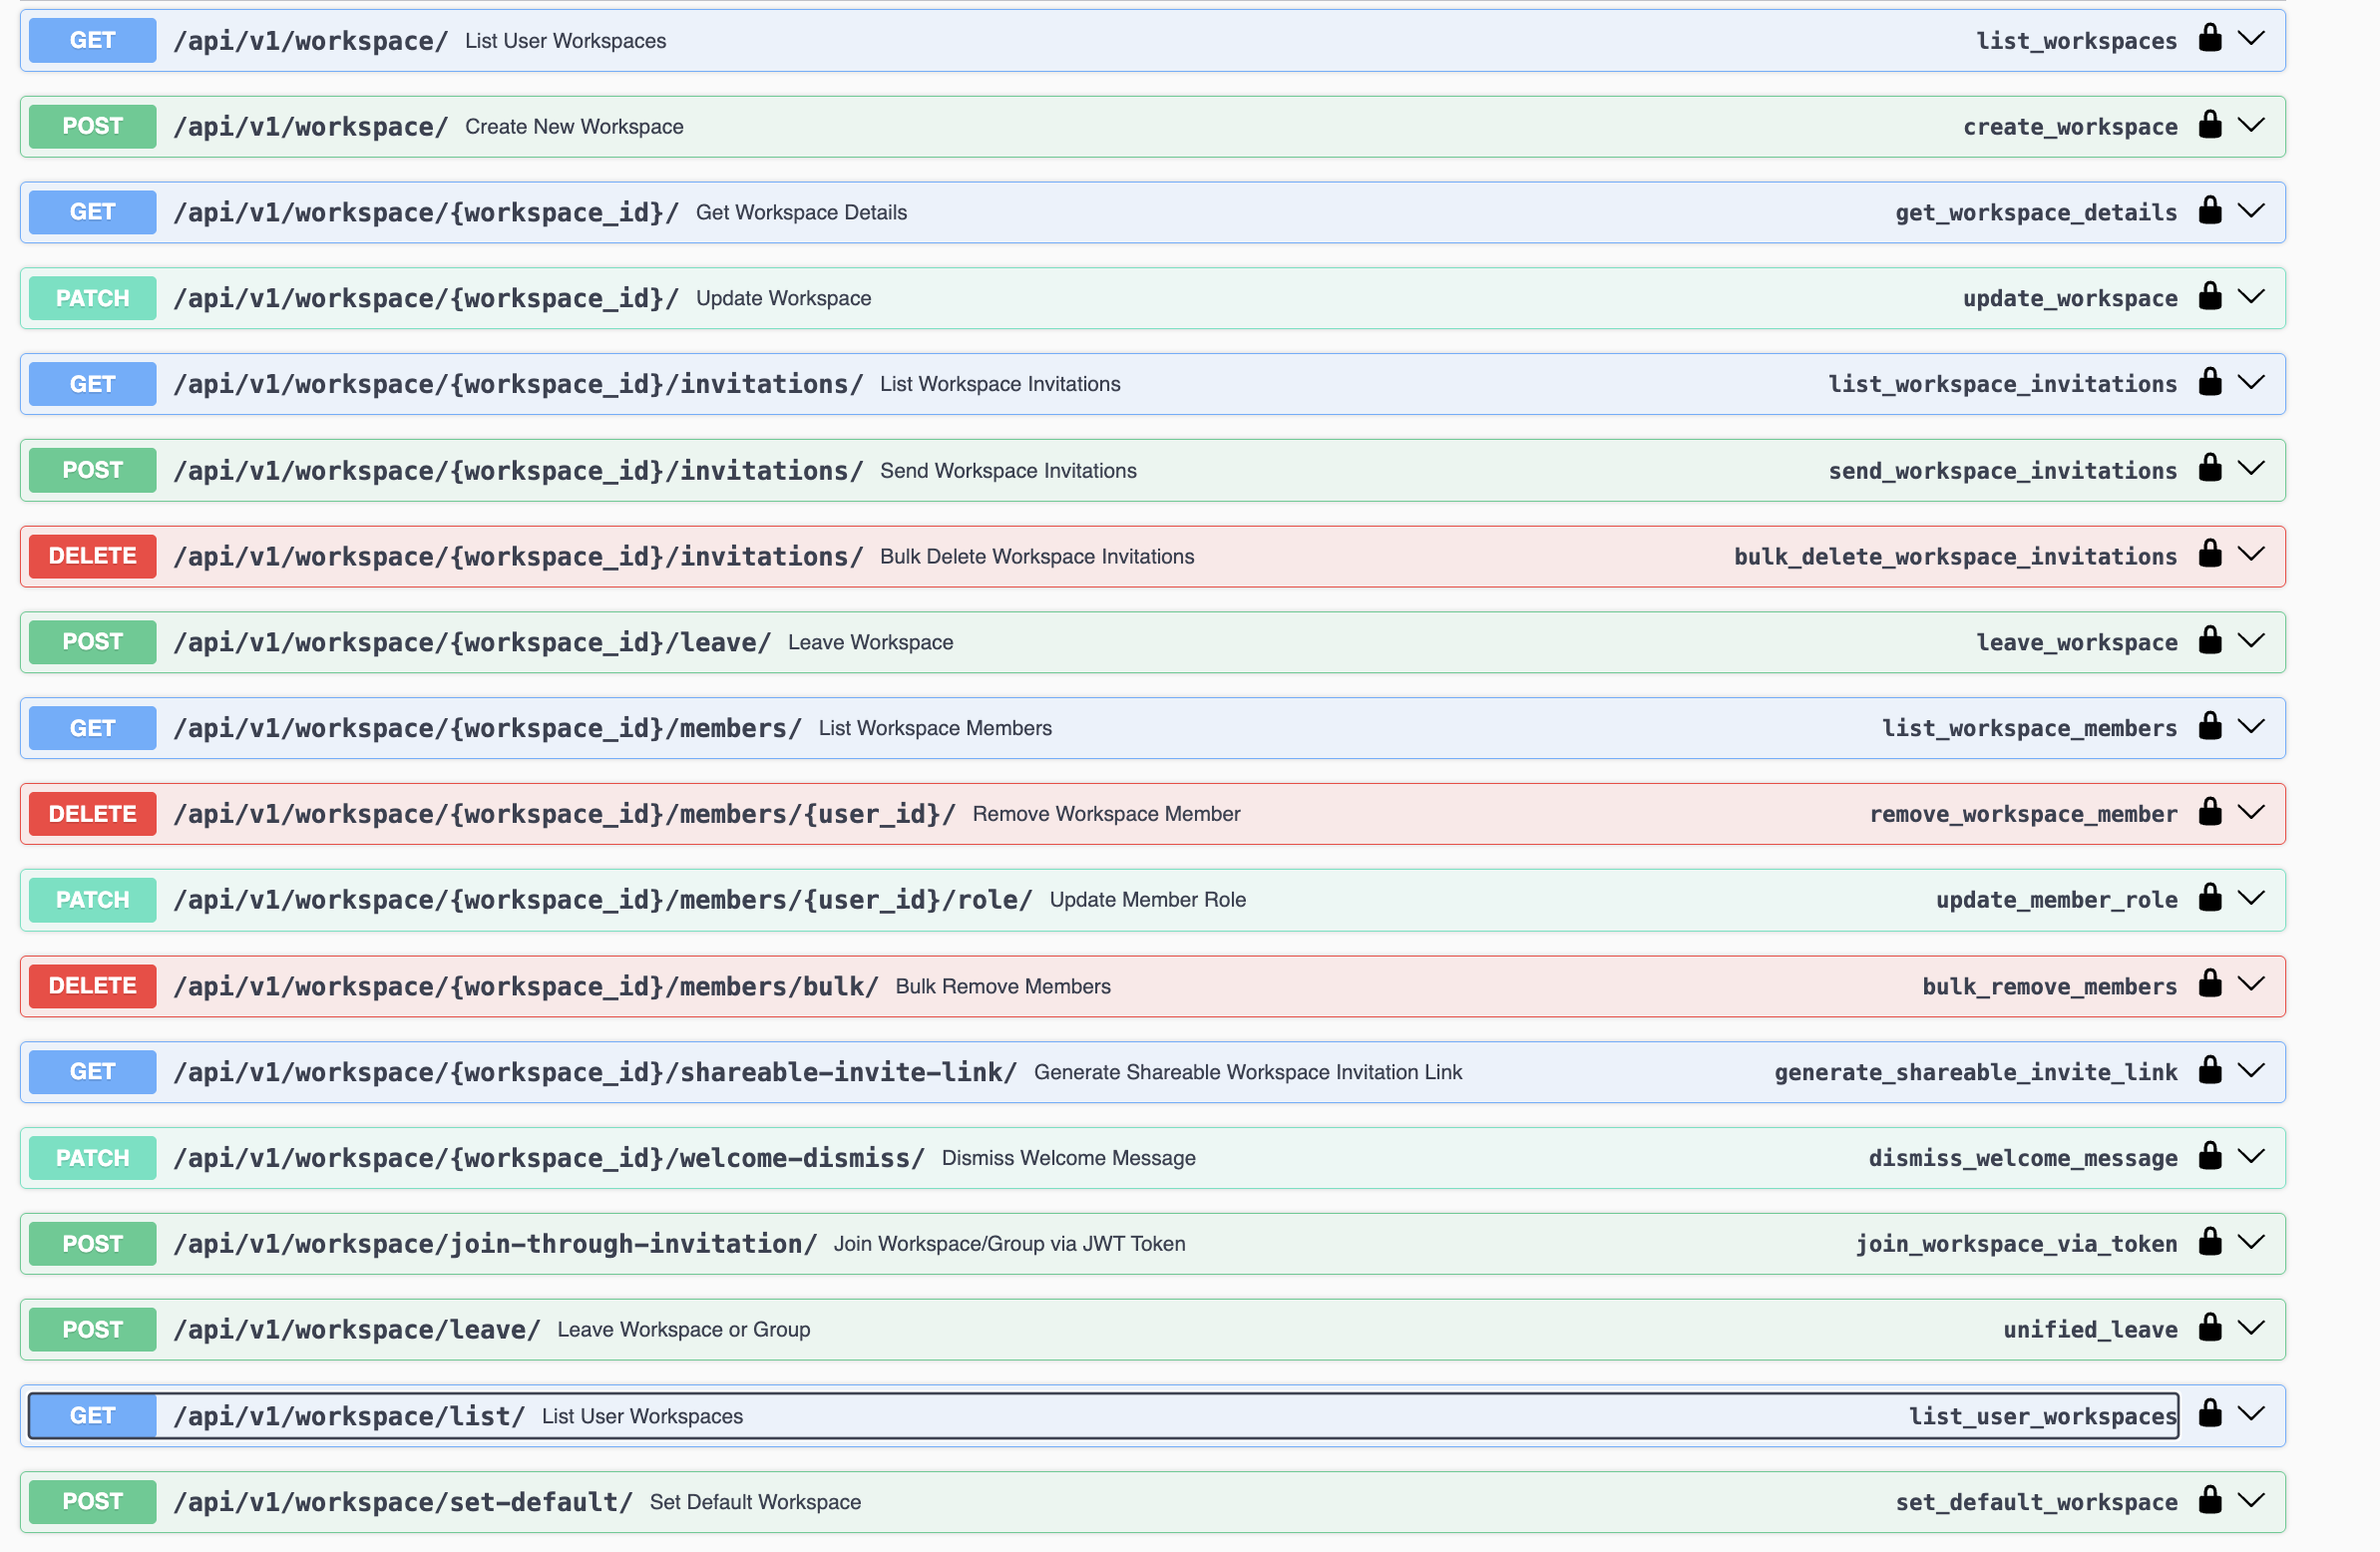 GET /api/v1/workspace/ List User Workspaces list_workspaces
POST /api/v1/workspace/ Create New Workspace create_workspace
GET /api/v1/workspace/{workspace_id}/ Get Workspace Details get_workspace_details
PATCH /api/v1/workspace/{workspace_id}/ Update Workspace update_workspace
GET /api/v1/workspace/{workspace_id}/invitations/ List Workspace Invitations list_workspace_invitations
POST /api/v1/workspace/{workspace_id}/invitations/ Send Workspace Invitations send_workspace_invitations
DELETE /api/v1/workspace/{workspace_id}/invitations/ Bulk Delete Workspace Invitations bulk_delete_workspace_invitations
POST /api/v1/workspace/{workspace_id}/leave/ Leave Workspace leave_workspace
GET /api/v1/workspace/{workspace_id}/members/ List Workspace Members list_workspace_members
DELETE /api/v1/workspace/{workspace_id}/members/{user_id}/ Remove Workspace Member remove_workspace_member
PATCH /api/v1/workspace/{workspace_id}/members/{user_id}/role/ Update Member Role update_member_role
DELETE /api/v1/workspace/{workspace_id}/members/bulk/ Bulk Remove Members bulk_remove_members
GET /api/v1/workspace/{workspace_id}/shareable-invite-link/ Generate Shareable Workspace Invitation Link generate_shareable_invite_link
PATCH /api/v1/workspace/{workspace_id}/welcome-dismiss/ Dismiss Welcome Message dismiss_welcome_message
POST /api/v1/workspace/join-through-invitation/ Join Workspace/Group via JWT Token join_workspace_via_token
POST /api/v1/workspace/leave/ Leave Workspace or Group unified_leave
GET /api/v1/workspace/list/ List User Workspaces list_user_workspaces
POST /api/v1/workspace/set-default/ Set Default Workspace set_default_workspace